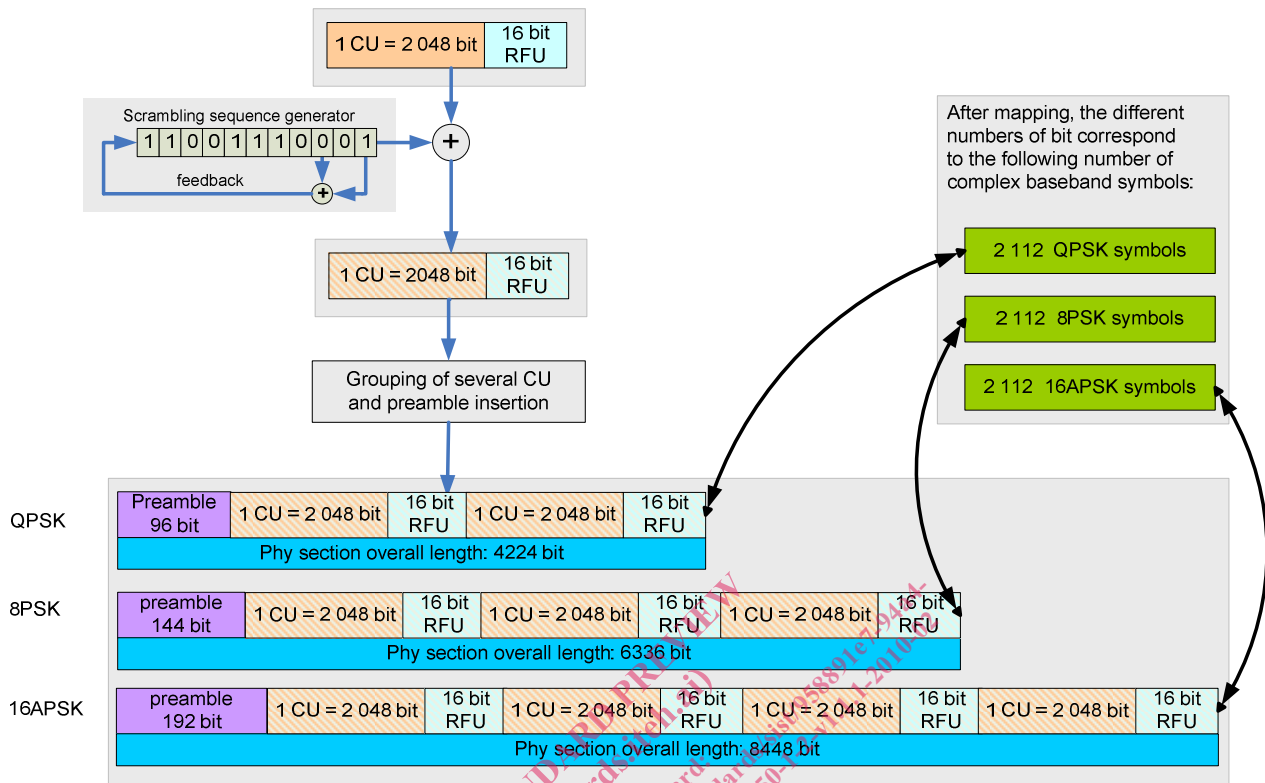 1 CU = 2 048 bit
16 bit
RFU
Scrambling sequence generator
1 1 0 0 1 1 1 0 0 0 1
+
feedback
+
1 CU = 2048 bit
16 bit
RFU
Grouping of several CU
and preamble insertion
After mapping, the different
numbers of bit correspond
to the following number of
complex baseband symbols:
2 112 QPSK symbols
2 112 8PSK symbols
2 112 16APSK symbols
QPSK
Preamble
96 bit
1 CU = 2 048 bit
16 bit
RFU
1 CU = 2 048 bit
16 bit
RFU
Phy section overall length: 4224 bit
8PSK
preamble
144 bit
1 CU = 2 048 bit
16 bit
RFU
1 CU = 2 048 bit
16 bit
RFU
1 CU = 2 048 bit
16 bit
RFU
Phy section overall length: 6336 bit
16APSK
preamble
192 bit
1 CU = 2 048 bit
16 bit
RFU
1 CU = 2 048 bit
16 bit
RFU
1 CU = 2 048 bit
16 bit
RFU
1 CU = 2 048 bit
16 bit
RFU
Phy section overall length: 8448 bit
PREVIEW